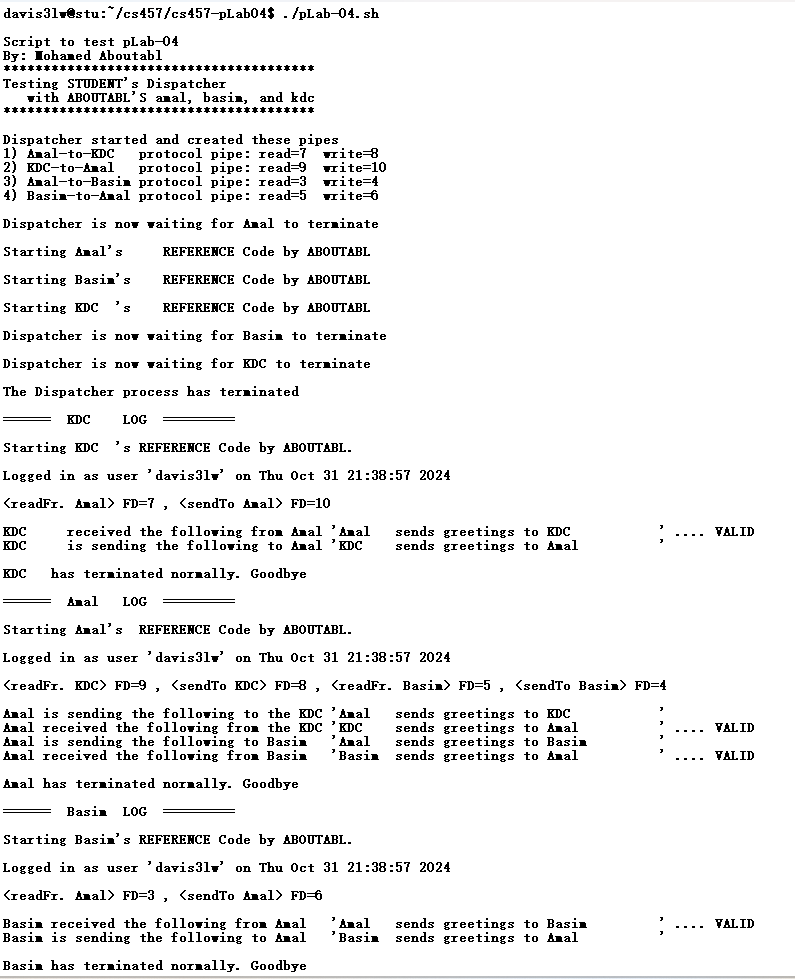 davis3lw@stu:~/cs457/cs457-pLab04$ ./pLab-04.sh
Script to test pLab-04
By: Mohamed Aboutabl
***************************************
Testing STUDENT's Dispatcher
   with ABOUTABL'S amal, basim, and kdc
***************************************
Dispatcher started and created these pipes
1) Amal-to-KDC   protocol pipe: read=7  write=8
2) KDC-to-Amal   protocol pipe: read=9  write=10
3) Amal-to-Basim protocol pipe: read=3  write=4
4) Basim-to-Amal protocol pipe: read=5  write=6
Dispatcher is now waiting for Amal to terminate
Starting Amal's     REFERENCE Code by ABOUTABL
Starting Basim's    REFERENCE Code by ABOUTABL
Starting KDC  's    REFERENCE Code by ABOUTABL
Dispatcher is now waiting for Basim to terminate
Dispatcher is now waiting for KDC to terminate
The Dispatcher process has terminated
======  KDC    LOG  =========
Starting KDC  's REFERENCE Code by ABOUTABL.
Logged in as user 'davis3lw' on Thu Oct 31 21:38:57 2024
<readFr. Amal> FD=7 , <sendTo Amal> FD=10
KDC     received the following from Amal 'Amal   sends greetings to KDC           ' .... VALID
KDC     is sending the following to Amal 'KDC    sends greetings to Amal          '
KDC   has terminated normally. Goodbye
======  Amal   LOG  =========
Starting Amal's  REFERENCE Code by ABOUTABL.
Logged in as user 'davis3lw' on Thu Oct 31 21:38:57 2024
<readFr. KDC> FD=9 , <sendTo KDC> FD=8 , <readFr. Basim> FD=5 , <sendTo Basim> FD=4
Amal is sending the following to the KDC 'Amal   sends greetings to KDC           '
Amal received the following from the KDC 'KDC    sends greetings to Amal          ' .... VALID
Amal is sending the following to Basim   'Amal   sends greetings to Basim         '
Amal received the following from Basim   'Basim  sends greetings to Amal          ' .... VALID
Amal has terminated normally. Goodbye
======  Basim  LOG  =========
Starting Basim's REFERENCE Code by ABOUTABL.
Logged in as user 'davis3lw' on Thu Oct 31 21:38:57 2024
<readFr. Amal> FD=3 , <sendTo Amal> FD=6
Basim received the following from Amal   'Amal   sends greetings to Basim         ' .... VALID
Basim is sending the following to Amal   'Basim  sends greetings to Amal          '
Basim has terminated normally. Goodbye